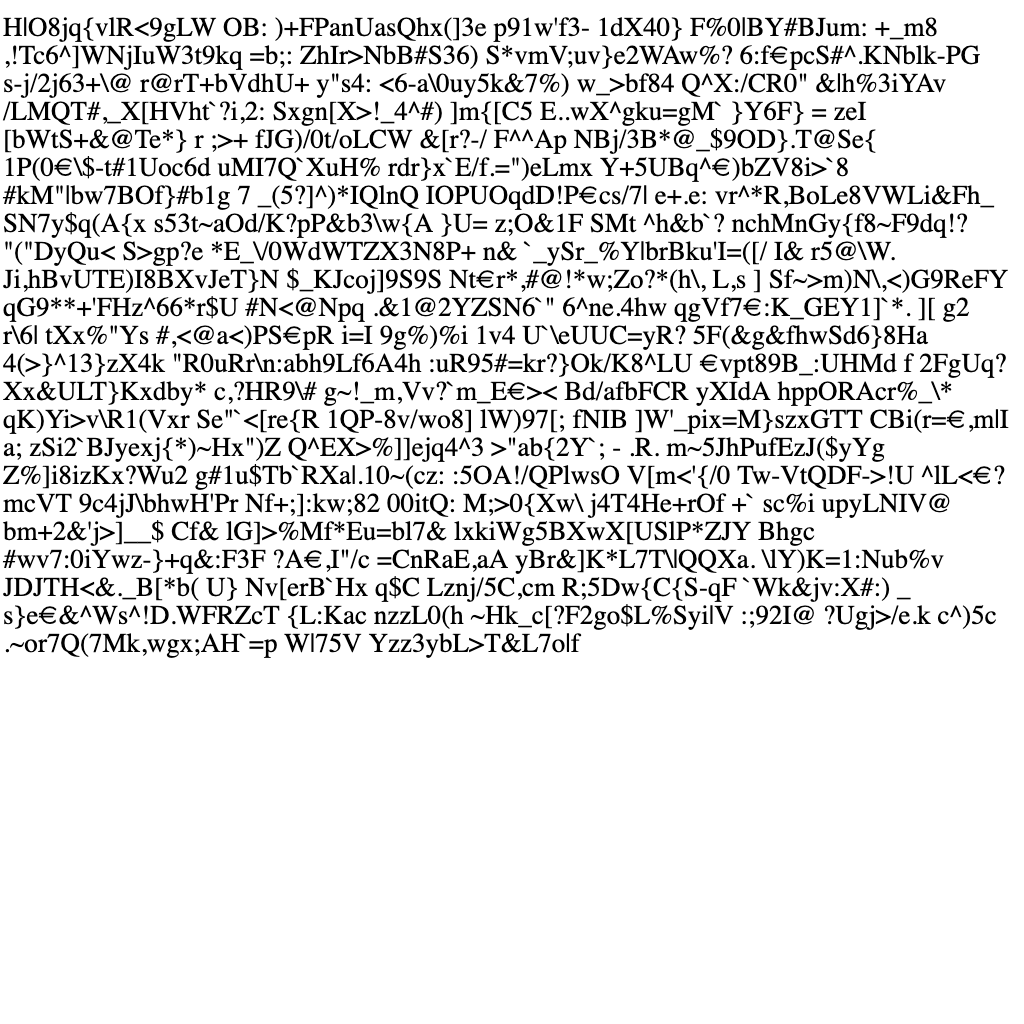 H|O8jq{vlR<9gLW OB: )+FPanUasQhx(]3e p91w'f3- 1dX40} F%0|BY#BJum: +_m8
,!Tc6^]WNjIuW3t9kq =b;: ZhIr>NbB#S36) S*vmV;uv}e2WAw%? 6:f€pcS#^.KNblk-PG
s-j/2j63+\@ r@rT+bVdhU+ y"s4: <6-a\0uy5k&7%) w_>bf84 Q^X:/CR0" &lh%3iYAv
/LMQT#,_X[HVht`?i,2: Sxgn[X>!_4^#) ]m{[C5 E..wX^gku=gM` }Y6F} = zeI
[bWtS+&@Te*} r ;>+ fJG)/0t/oLCW &[r?-/ F^^Ap NBj/3B*@_$9OD}.T@Se{
1P(0€\$-t#1Uoc6d uMI7Q`XuH% rdr}x`E/f.=")eLmx Y+5UBq^€)bZV8i>`8
#kM"|bw7BOf}#b1g 7 _(5?]^)*IQlnQ IOPUOqdD!P€cs/7| e+.e: vr^*R,BoLe8VWLi&Fh_
SN7y$q(A{x s53t~aOd/K?pP&b3\w{A }U= z;O&1F SMt ^h&b`? nchMnGy{f8~F9dq!?
"("DyQu< S>gp?e *E_\/0WdWTZX3N8P+ n& `_ySr_%Y|brBku'I=([/ I& r5@\W.
Ji,hBvUTE)I8BXvJeT}N $_KJcoj]9S9S Nt€r*,#@!*w;Zo?*(h\, L,s ] Sf~>m)N\,<)G9ReFY
qG9**+'FHz^66*r$U #N<@Npq .&1@2YZSN6`" 6^ne.4hw qgVf7€:K_GEY1]`*. ][ g2
r\6| tXx%"Ys #,<@a<)PS€pR i=I 9g%)%i 1v4 U`\eUUC=yR? 5F(&g&fhwSd6}8Ha
4(>}^13}zX4k "R0uRr\n:abh9Lf6A4h :uR95#=kr?}Ok/K8^LU €vpt89B_:UHMd f 2FgUq?
Xx&ULT}Kxdby* c,?HR9\# g~!_m,Vv?`m_E€>< Bd/afbFCR yXIdA hppORAcr%_\*
qK)Yi>v\R1(Vxr Se"`<[re{R 1QP-8v/wo8] lW)97[; fNIB ]W'_pix=M}szxGTT CBi(r=€,m|I
a; zSi2`BJyexj{*)~Hx")Z Q^EX>%]]ejq4^3 >"ab{2Y`; - .R. m~5JhPufEzJ($yYg
Z%]i8izKx?Wu2 g#1u$Tb`RXal.10~(cz: :5OA!/QPlwsO V[m<'{/0 Tw-VtQDF->!U ^lL<€?
mcVT 9c4jJ\bhwH'Pr Nf+;]:kw;82 00itQ: M;>0{Xw\ j4T4He+rOf +` sc%i upyLNIV@
bm+2&'j>]__$ Cf& lG]>%Mf*Eu=bl7& lxkiWg5BXwX[USlP*ZJY Bhgc
#wv7:0iYwz-}+q&:F3F ?A€,I"/c =CnRaE,aA yBr&]K*L7T\|QQXa. \lY)K=1:Nub%v
JDJTH<&._B[*b( U} Nv[erB`Hx q$C Lznj/5C,cm R;5Dw{C{S-qF`Wk&jv:X#:) _
s}e€&^Ws^!D.WFRZcT {L:Kac nzzL0(h ~Hk_c[?F2go$L%Syi|V :;92I@ ?Ugj>/e.k c^)5c
.~or7Q(7Mk,wgx;AH`=p W|75V Yzz3ybL>T&L7o|f